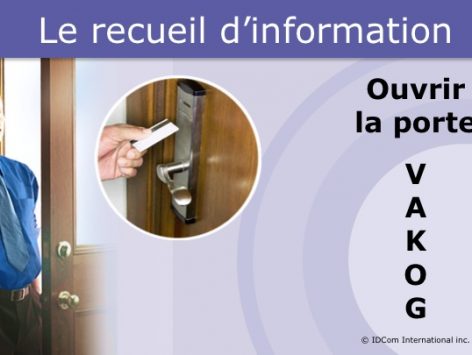 Le recueil d’information
Ouvrir
la porte
V
A
K
O
G
© IDCom International inc.